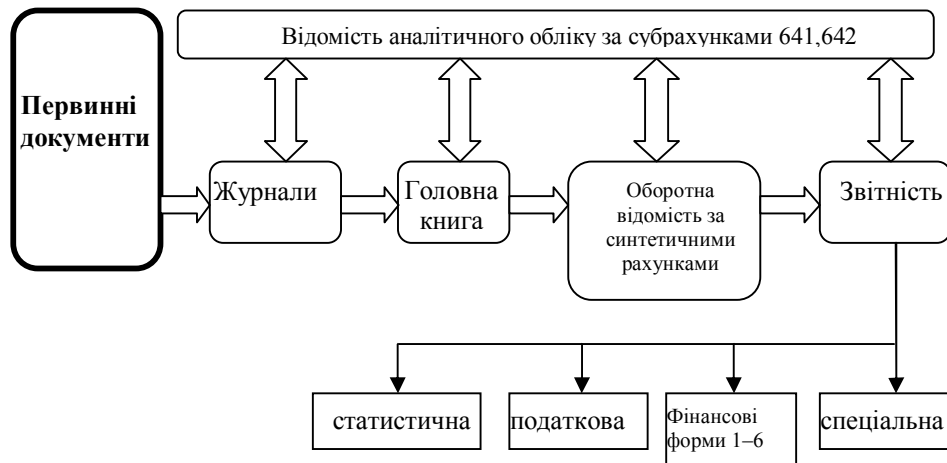 Відомість аналітичного обліку за субрахунками 641,642
Первинні
документи
Журнали
Головна
книга
Оборотна
відомість за
синтетичними
рахунками
Звітність
статистична
податкова
Фінансові
форми 1–6
спеціальна